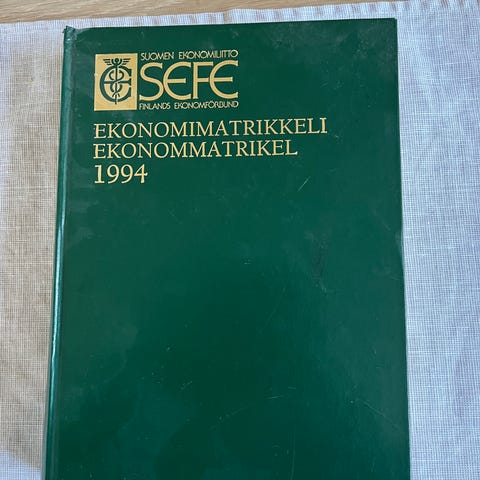 SUOMEN EKONOMILIITTO
SEFE
FINLANDS EKONOMFÖRBUND
EKONOMIMATRIKKELI
EKONOMMATRIKEL
1994